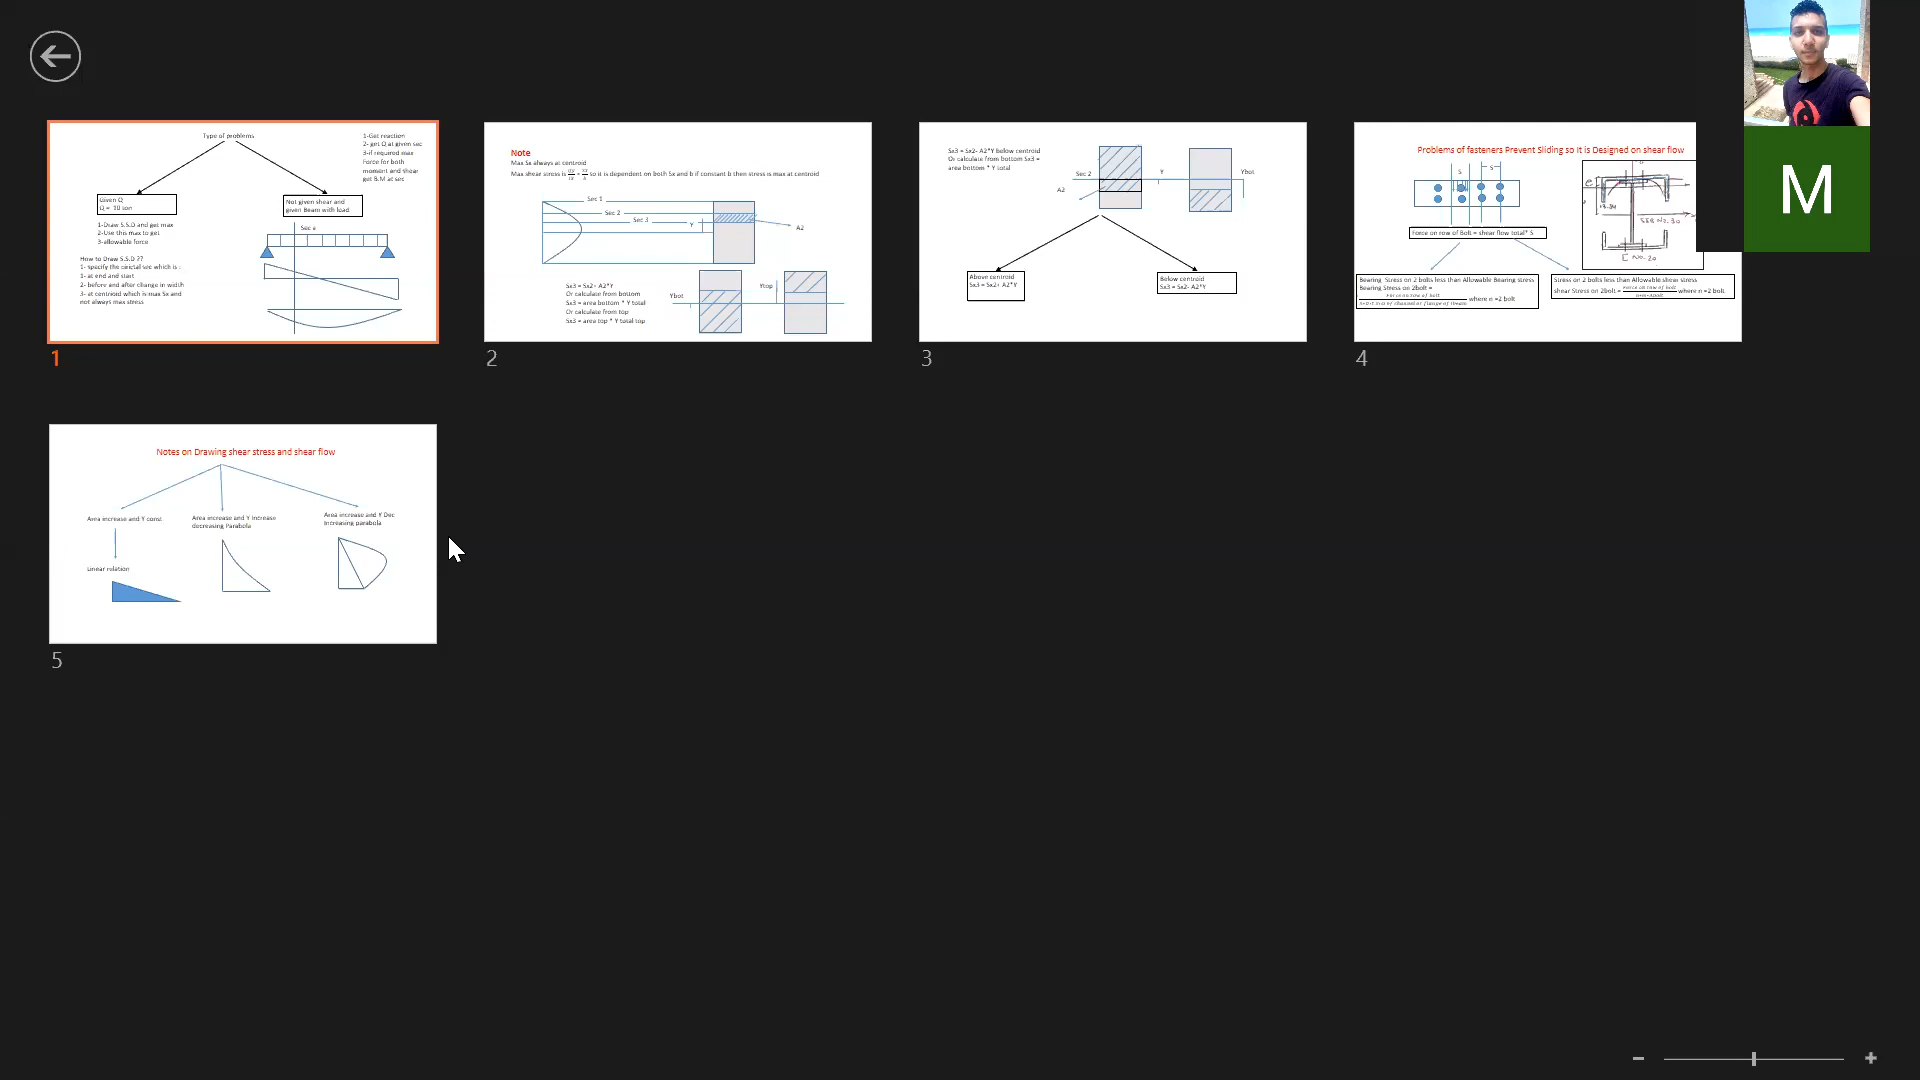 Type of problems
1-Get reaction
2- get Q at given sec
3-if required max
Force for both
moment and shear
get B.M at sec
Given Q
Q = 10 ton
Not given shear and
given Beam with load
1-Draw S.S.D and get max
2-Use this max to get
3-allowable force
Sec a
How to Draw S.S.D ??
1- specify the
sec which is
1- at end and start
2- before and after change in width
3- at centroid which is max Sx and
not always max stress
1
Note
Max Sx always at centroid
Max shear stress is
so it is dependent on both Sx and b if constant b then stress is max at centroid
Sec 1
Sec 2
Sec 3
Y
A2
Sx3 = Sx2- A2*Y
Or calculate from bottom
Sx3 = area bottom * Y total
Or calculate from top
Sx3 = area top * Y total top
Ybot
Ytop
2
Sx3 = Sx2- A2*Y below centroid
Or calculate from bottom Sx3 =
area bottom * Y total
Sec 2
A2
Y
Ybot
Above centroid
Sx3 = Sx2+ A2*Y
Below centroid
Sx3 = Sx2- A2*Y
3
Problems of fasteners Prevent Sliding so it is Designed on shear flow
S
S
Force on row of Bolt = shear flow total* S
Bearing Stress on 2 bolts less than Allowable Bearing stress
Bearing Stress on 2bolt =
where n =2 bolt
Stress on 2 bolts less than Allowable shear stress
shear Stress on 2bolt =
where n =2 bolt
4
Notes on Drawing shear stress and shear flow
Area increase and Y const
Area increase and Y Increase
decreasing Parabola
Area increase and Y Dec
Increasing parabola
Linear relation
5
M